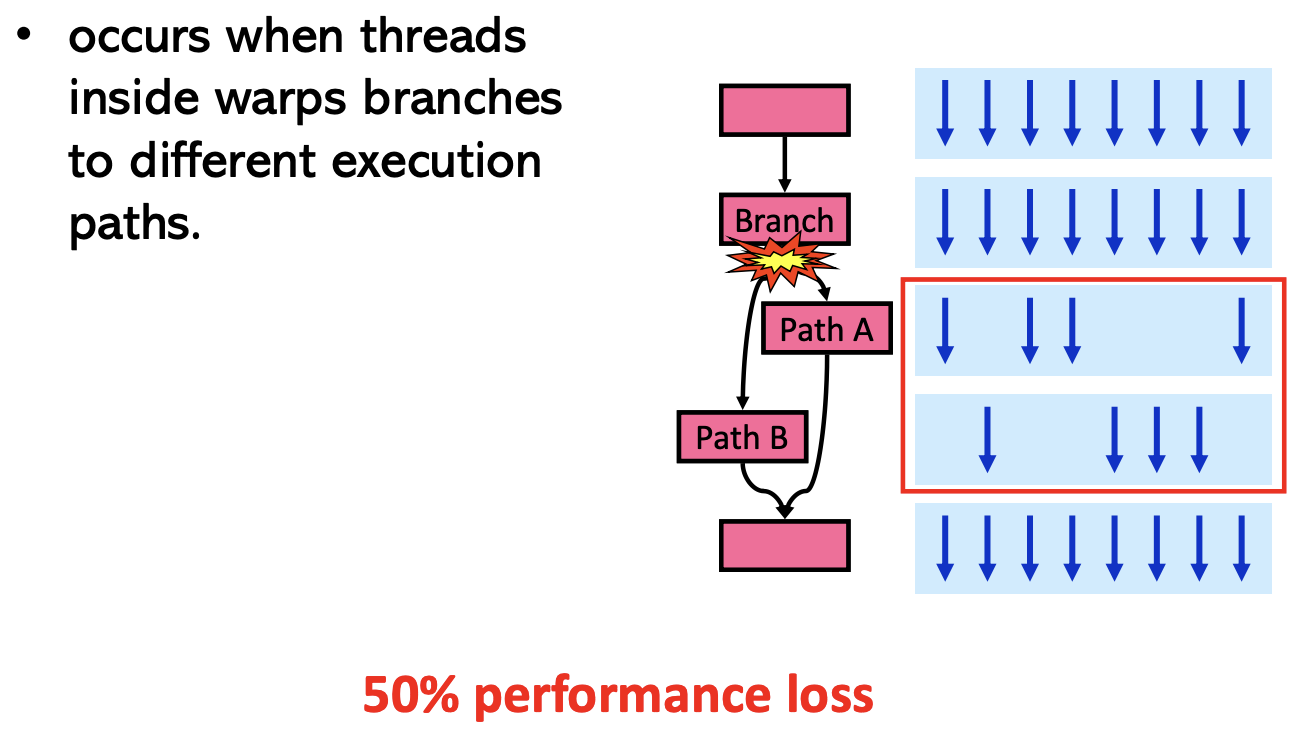 • occurs when threads
inside warps branches
to different execution
paths.
Branch
Path A
Path B
50% performance loss